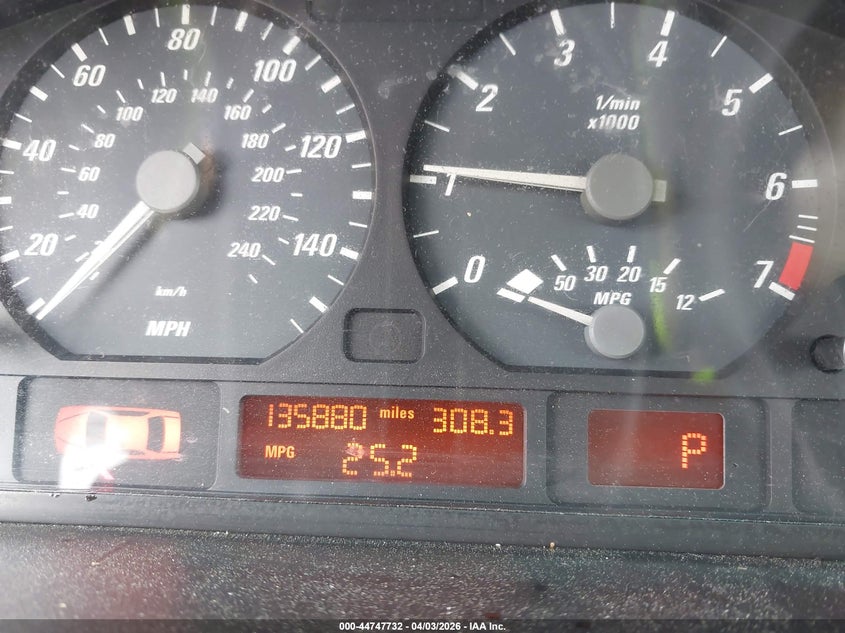 20 40 60 80 100 120 140
20 40 60 80 100 120 140 160 180 200 220 240
km/h
MPH
0 1 2 3 4 5 6 7
1/min
x1000
50 30 20 15 12
MPG
135880 miles 308.3
MPG 25.2
P
000-44747732 - 04/03/2026 - IAA Inc.